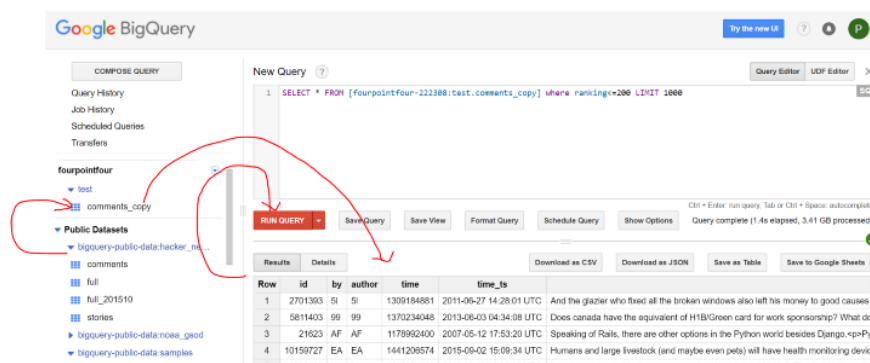 Google BigQuery
Try the new UI
?
P
COMPOSE QUERY
Query History
Job History
Scheduled Queries
Transfers
fourpointfour
test
comments_copy
Public Datasets
bigquery-public-data:hacker_ne...
comments
full
full_201510
stories
bigquery-public-data:noaa_gsod
bigquery-public-data:samples
New Query ?
Query Editor UDF Editor X
1 SELECT * FROM [fourpointfour-222308:test.comments_copy] where ranking<=200 LIMIT 1000
Ctrl + Enter: run query, Tab or Ctrl + Space: autocomplete
RUN QUERY Save Query Save View Format Query Schedule Query Show Options Query complete (1.4s elapsed, 3.41 GB processed
Results Details Download as CSV Download as JSON Save as Table Save to Google Sheets
Row id by author time time_ts
1 2701393 5l 5l 1309184881 2011-06-27 14:28:01 UTC And the glazier who fixed all the broken windows also left his money to good causes
2 5811403 99 99 1370234048 2013-06-03 04:34:08 UTC Does canada have the equivalent of H1B/Green card for work sponsorship? What do
3 21623 AF AF 1178992400 2007-05-12 17:53:20 UTC Speaking of Rails, there are other options in the Python world besides Django.<p>Py
4 10159727 EA EA 1441206574 2015-09-02 15:09:34 UTC Humans and large livestock (and maybe even pets) will have health monitoring devic